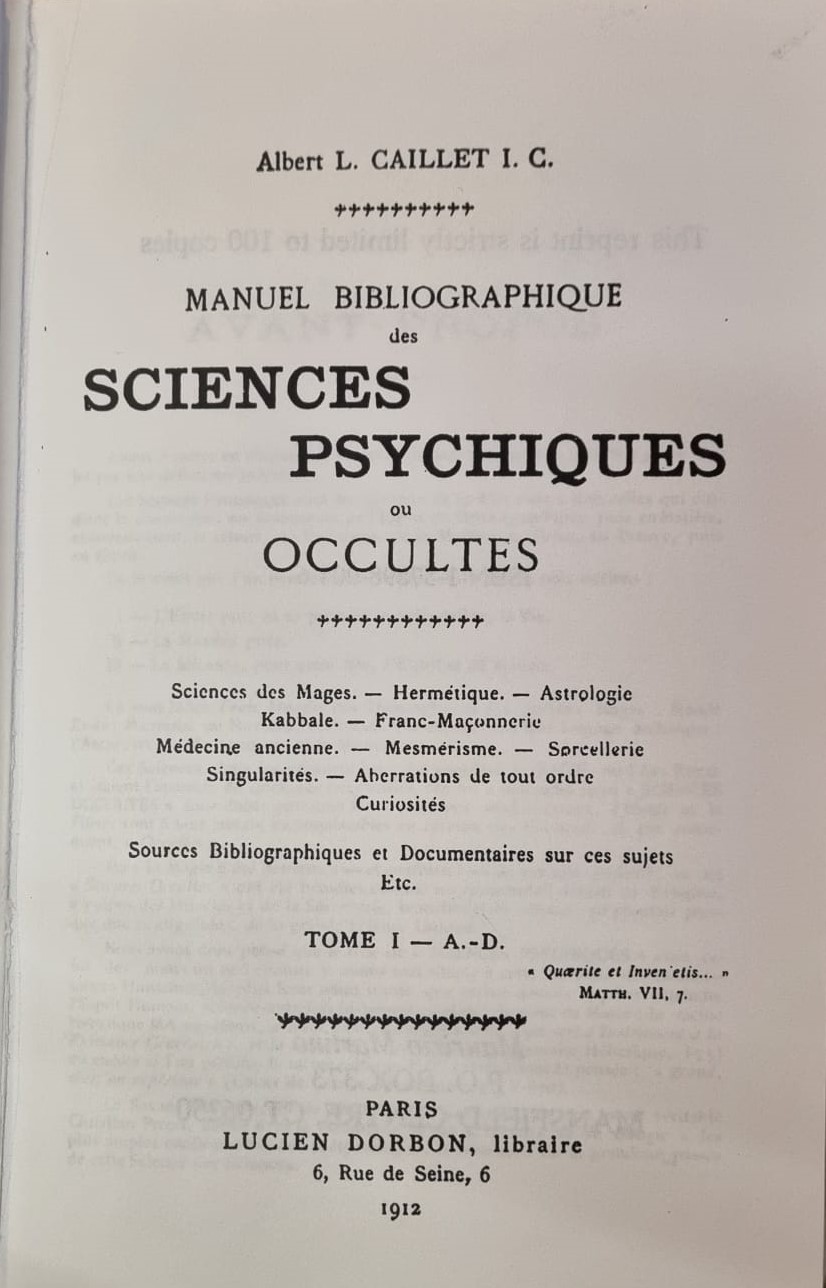 Albert L. CAILLET I. C.
MANUEL BIBLIOGRAPHIQUE
des
SCIENCES
PSYCHIQUES
ou
OCCULTES
Sciences des Mages. — Hermétique. — Astrologie
Kabbale. — Franc-Maçonnerie
Médecine ancienne. — Mesmérisme. — Sorcellerie
Singularités. — Aberrations de tout ordre
Curiosités
Sources Bibliographiques et Documentaires sur ces sujets
Etc.
TOME I — A.-D.
« Quærite et Inven etis... »
MATTH. VII, 7.
PARIS
LUCIEN DORBON, libraire
6, Rue de Seine, 6
1912